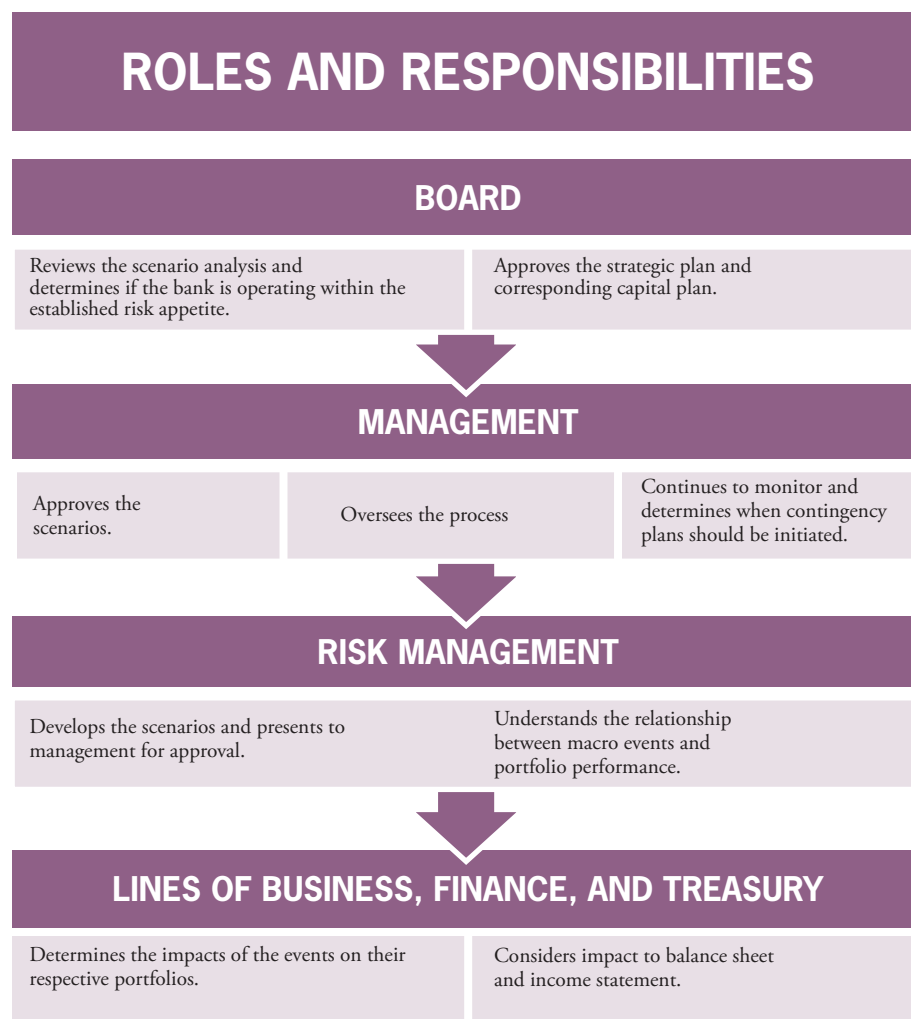 ROLES AND RESPONSIBILITIES
BOARD
Reviews the scenario analysis and
determines if the bank is operating within the
established risk appetite.
Approves the strategic plan and
corresponding capital plan.
MANAGEMENT
Approves the
scenarios.
Oversees the process
Continues to monitor and
determines when contingency
plans should be initiated.
RISK MANAGEMENT
Develops the scenarios and presents to
management for approval.
Understands the relationship
between macro events and
portfolio performance.
LINES OF BUSINESS, FINANCE, AND TREASURY
Determines the impacts of the events on their
respective portfolios.
Considers impact to balance sheet
and income statement.